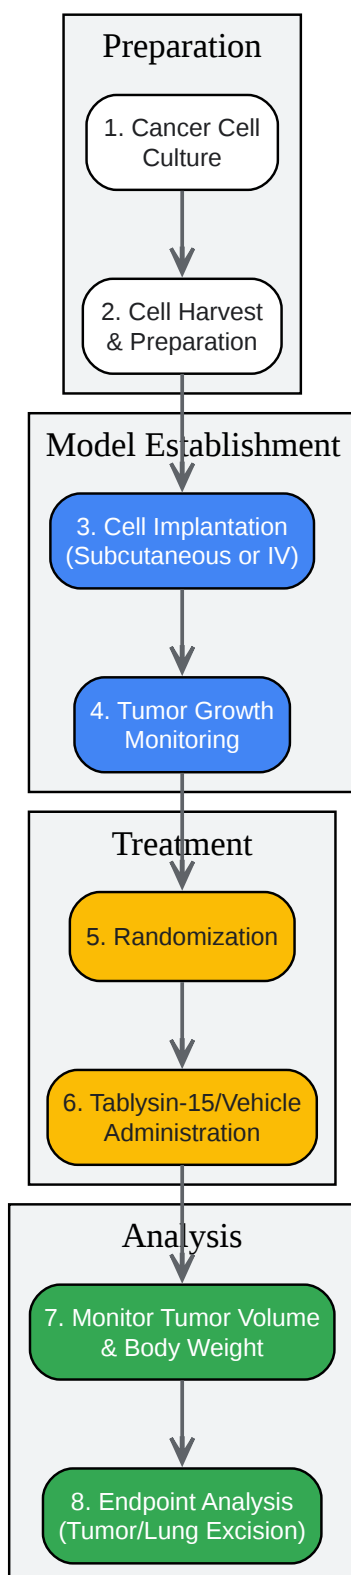 Preparation
1. Cancer Cell
Culture
2. Cell Harvest
& Preparation
Model Establishment
3. Cell Implantation
(Subcutaneous or IV)
4. Tumor Growth
Monitoring
Treatment
5. Randomization
6. Tablysin-15/Vehicle
Administration
Analysis
7. Monitor Tumor Volume
& Body Weight
8. Endpoint Analysis
(Tumor/Lung Excision)